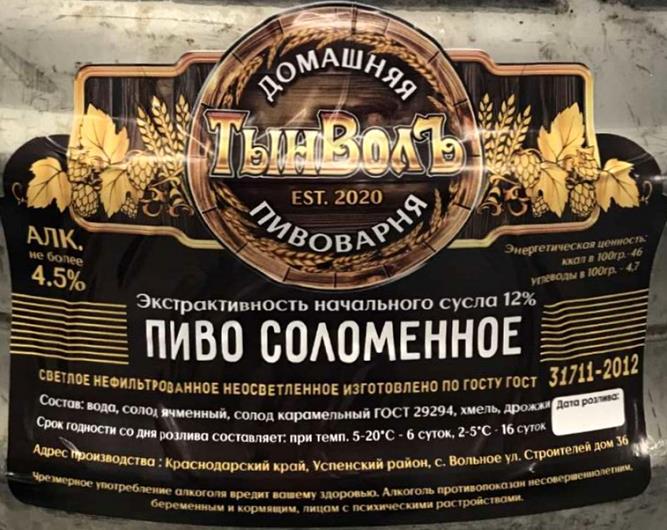 ДОМАШНЯЯ
ТынВолЪ
EST. 2020
ПИВОВАРНЯ
АЛК.
не более
4.5%
Энергетическая ценность:
ккал в 100гр.-46
углеводы в 100гр. - 4,7
Экстрактивность начального сусла 12%
ПИВО СОЛОМЕННОЕ
СВЕТЛОЕ НЕФИЛЬТРОВАННОЕ НЕОСВЕТЛЕННОЕ ИЗГОТОВЛЕНО ПО ГОСТУ ГОСТ 31711-2012
Состав: вода, солод ячменный, солод карамельный ГОСТ 29294, хмель, дрожжи
Дата розлива:
Срок годности со дня розлива составляет: при темп. 5-20°С - 6 суток, 2-5°С - 16 суток
Адрес производства : Краснодарский край, Успенский район, с. Вольное ул. Строителей дом 36
Чрезмерное употребление алкоголя вредит вашему здоровью. Алкоголь противопоказан несовершеннолетним,
беременным и кормящим, лицам с психическими растройствами.